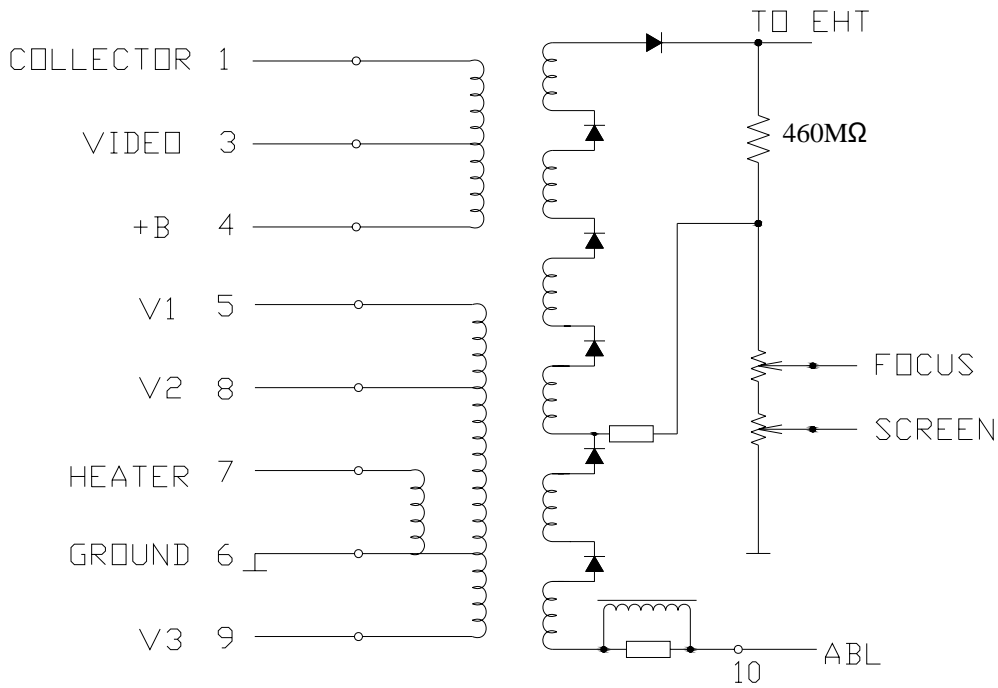 TO EHT
COLLECTOR 1
460MΩ
VIDEO 3
+B 4
V1 5
V2 8
FOCUS
SCREEN
HEATER 7
GROUND 6
V3 9
ABL
10